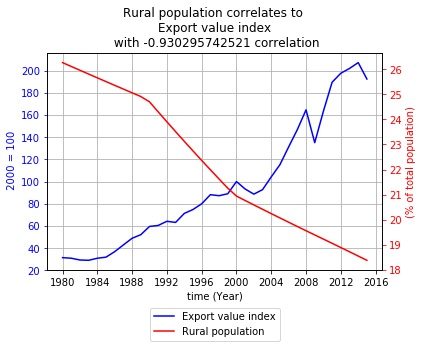 Rural population correlates to
Export value index
with -0.930295742521 correlation
2000 = 100
200
180
160
140
120
100
80
60
40
20
26
25
24
23
22
21
20
19
18
(% of total population)
1980 1984 1988 1992 1996 2000 2004 2008 2012 2016
time (Year)
Export value index
Rural population